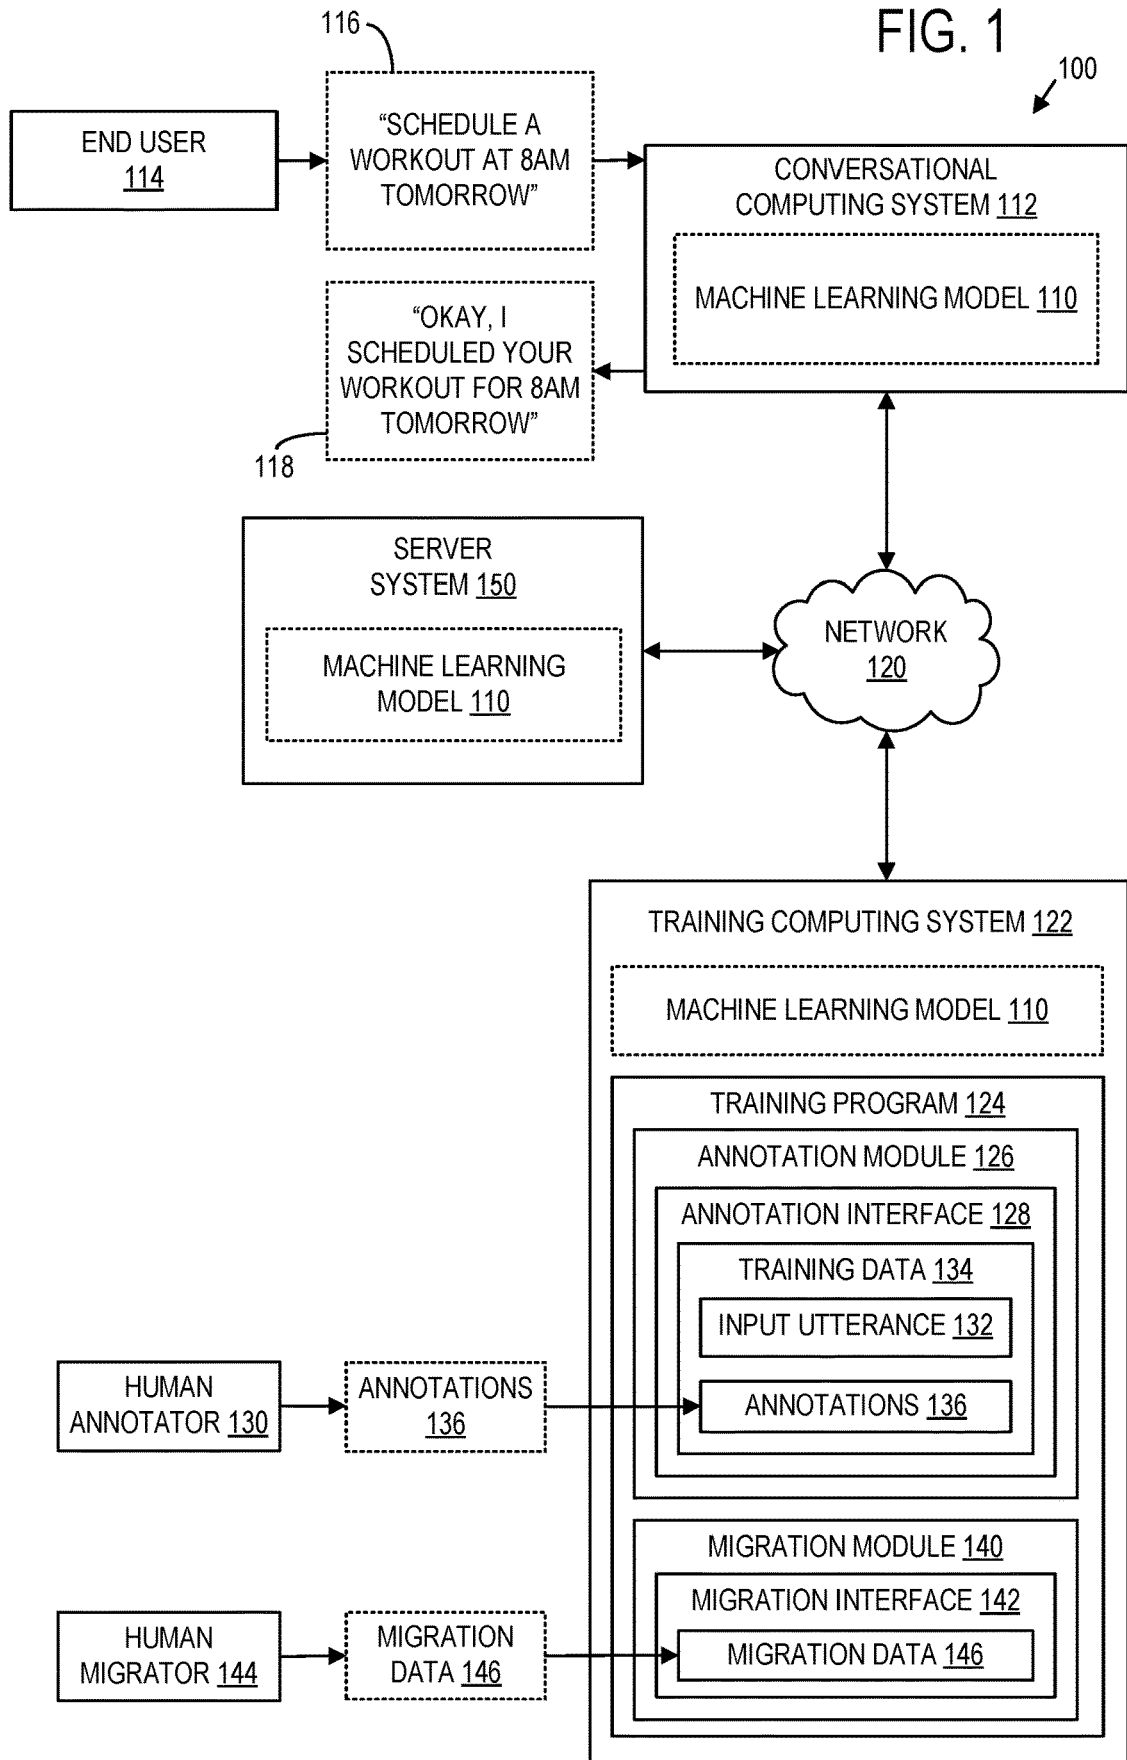 FIG. 1
100
116
END USER
114
“SCHEDULE A
WORKOUT AT 8AM
TOMORROW”
CONVERSATIONAL
COMPUTING SYSTEM 112
MACHINE LEARNING MODEL 110
“OKAY, I
SCHEDULED YOUR
WORKOUT FOR 8AM
TOMORROW”
118
SERVER
SYSTEM 150
MACHINE LEARNING
MODEL 110
NETWORK
120
TRAINING COMPUTING SYSTEM 122
MACHINE LEARNING MODEL 110
TRAINING PROGRAM 124
ANNOTATION MODULE 126
ANNOTATION INTERFACE 128
TRAINING DATA 134
INPUT UTTERANCE 132
HUMAN
ANNOTATOR 130
ANNOTATIONS
136
ANNOTATIONS 136
MIGRATION MODULE 140
MIGRATION INTERFACE 142
HUMAN
MIGRATOR 144
MIGRATION
DATA 146
MIGRATION DATA 146